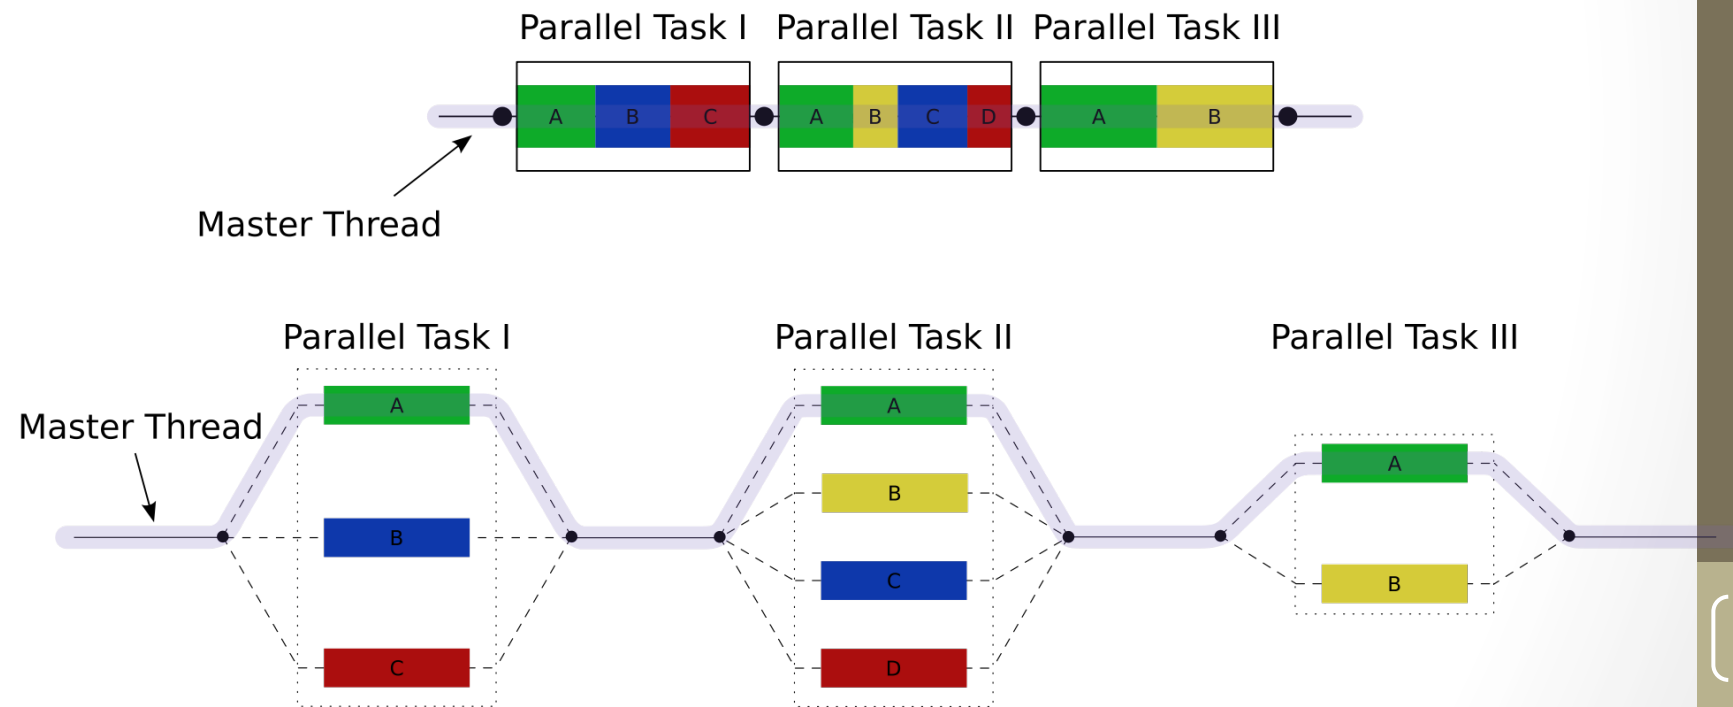 Parallel Task I Parallel Task II Parallel Task III
A B C A B C D A B
Master Thread
Parallel Task I Parallel Task II Parallel Task III
A A
Master Thread
A
B
B C
B
C D